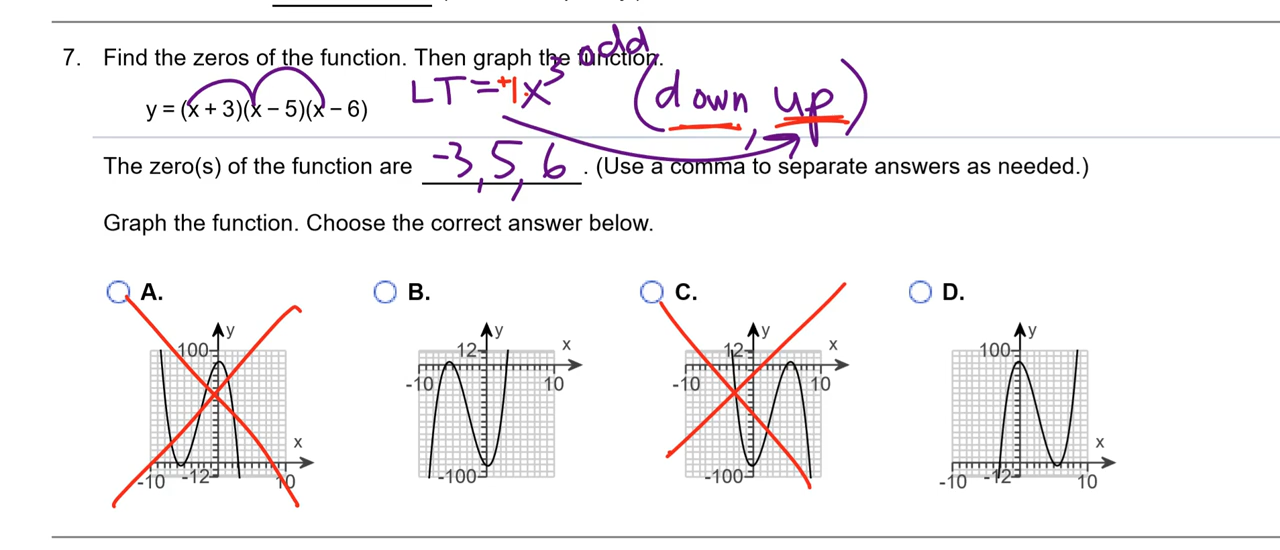 7. Find the zeros of the function. Then graph the function.
odd
y = (x + 3)(x − 5)(x − 6)
LT = +1x³ (down, up)
The zero(s) of the function are -3, 5, 6 . (Use a comma to separate answers as needed.)
Graph the function. Choose the correct answer below.
A. B. C. D.
y y x y x y
100 12 12 100
-10 10 -10 10
x x
-10 -12 10 -100 -100 -10 -12 10